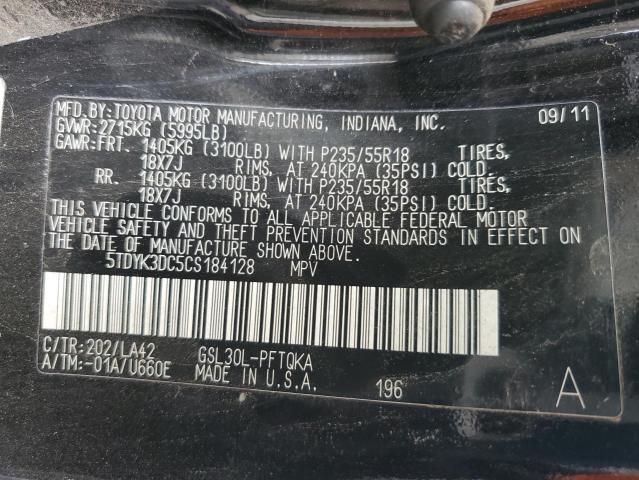 MFD.BY:TOYOTA MOTOR MANUFACTURING, INDIANA, INC. 09/11
GVWR:2715KG (5995LB)
GAWR:FRT. 1405KG (3100LB) WITH P235/55R18 TIRES,
18X7J RIMS, AT 240KPA (35PSI) COLD.
RR. 1405KG (3100LB) WITH P235/55R18 TIRES,
18X7J RIMS, AT 240KPA (35PSI) COLD.
THIS VEHICLE CONFORMS TO ALL APPLICABLE FEDERAL MOTOR
VEHICLE SAFETY AND THEFT PREVENTION STANDARDS IN EFFECT ON
THE DATE OF MANUFACTURE SHOWN ABOVE.
5TDYK3DC5CS184128 MPV
C/TR:202/LA42 GSL30L-PFTQKA
A/TM:-01A/U660E MADE IN U.S.A. 196 A